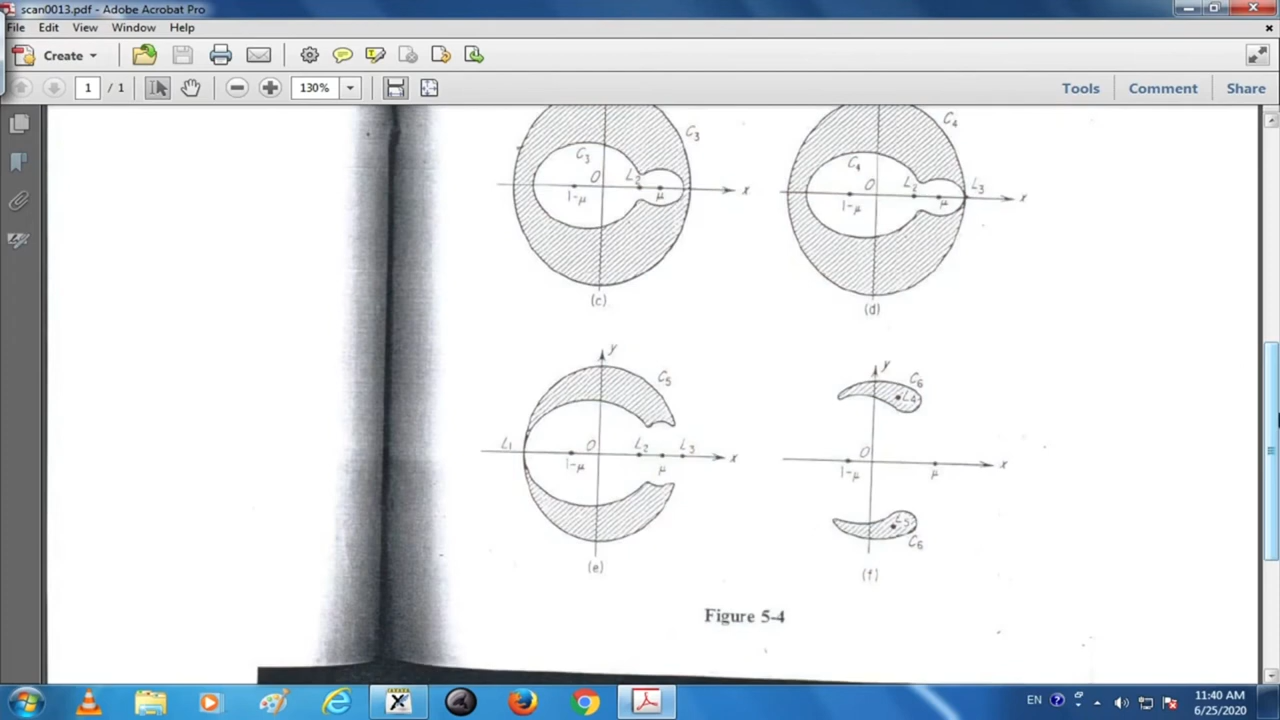 scan0013.pdf - Adobe Acrobat Pro
File Edit View Window Help
Create
1 / 1 130% Tools Comment Share
C3 C3 O L2 1-μ μ x
(c)
C4 C4 O L2 L3 1-μ μ x
(d)
y C5 L1 O L2 L3 1-μ μ x
(e)
y C6 L4 O 1-μ μ x L5 C6
(f)
Figure 5-4
EN 11:40 AM
6/25/2020